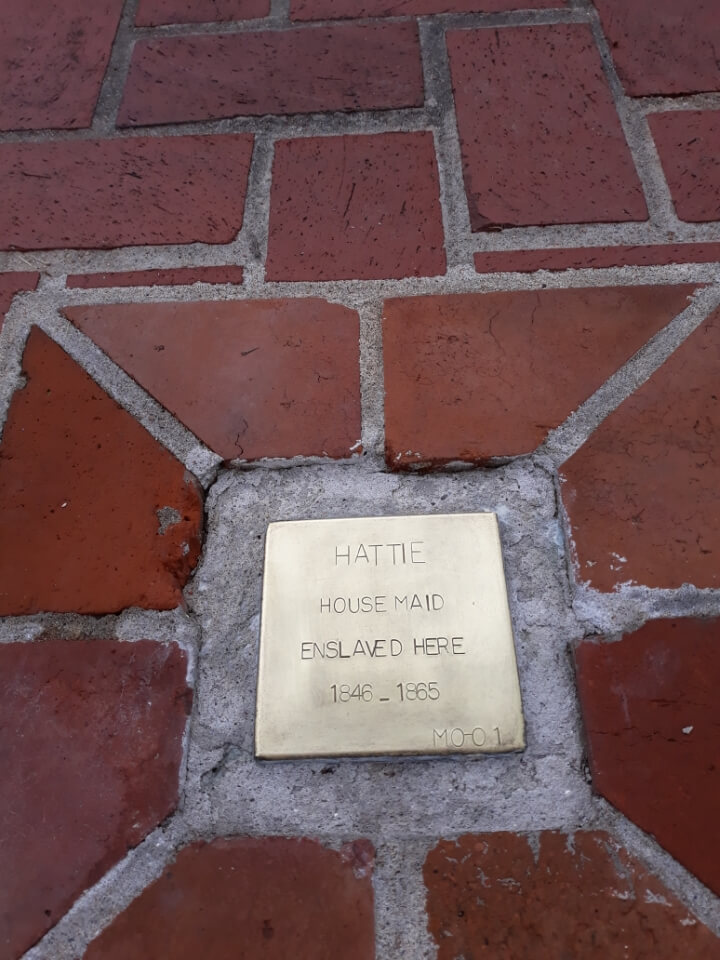 HATTIE
HOUSE MAID
ENSLAVED HERE
1846 - 1865
MO-01